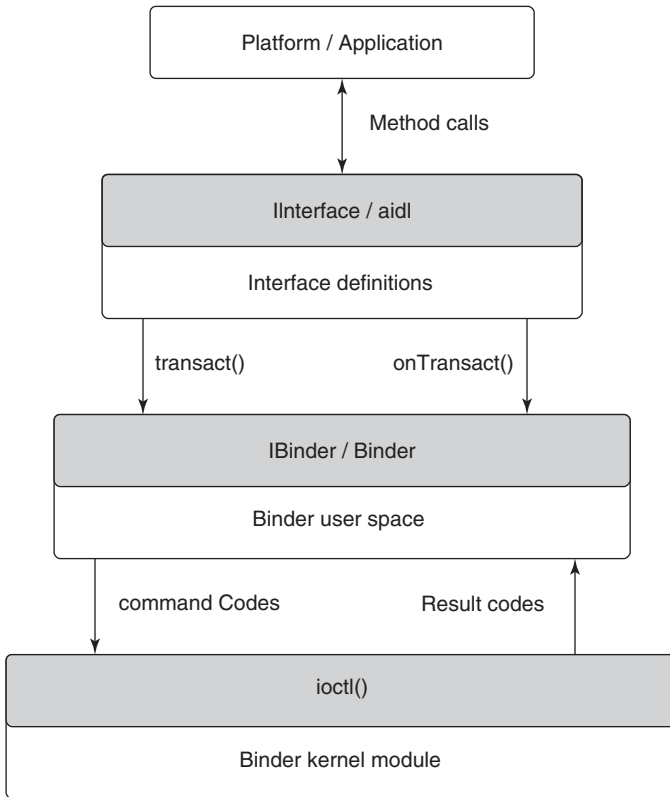 Platform / Application
Method calls
IInterface / aidl
Interface definitions
transact()
onTransact()
IBinder / Binder
Binder user space
command Codes
Result codes
ioctl()
Binder kernel module